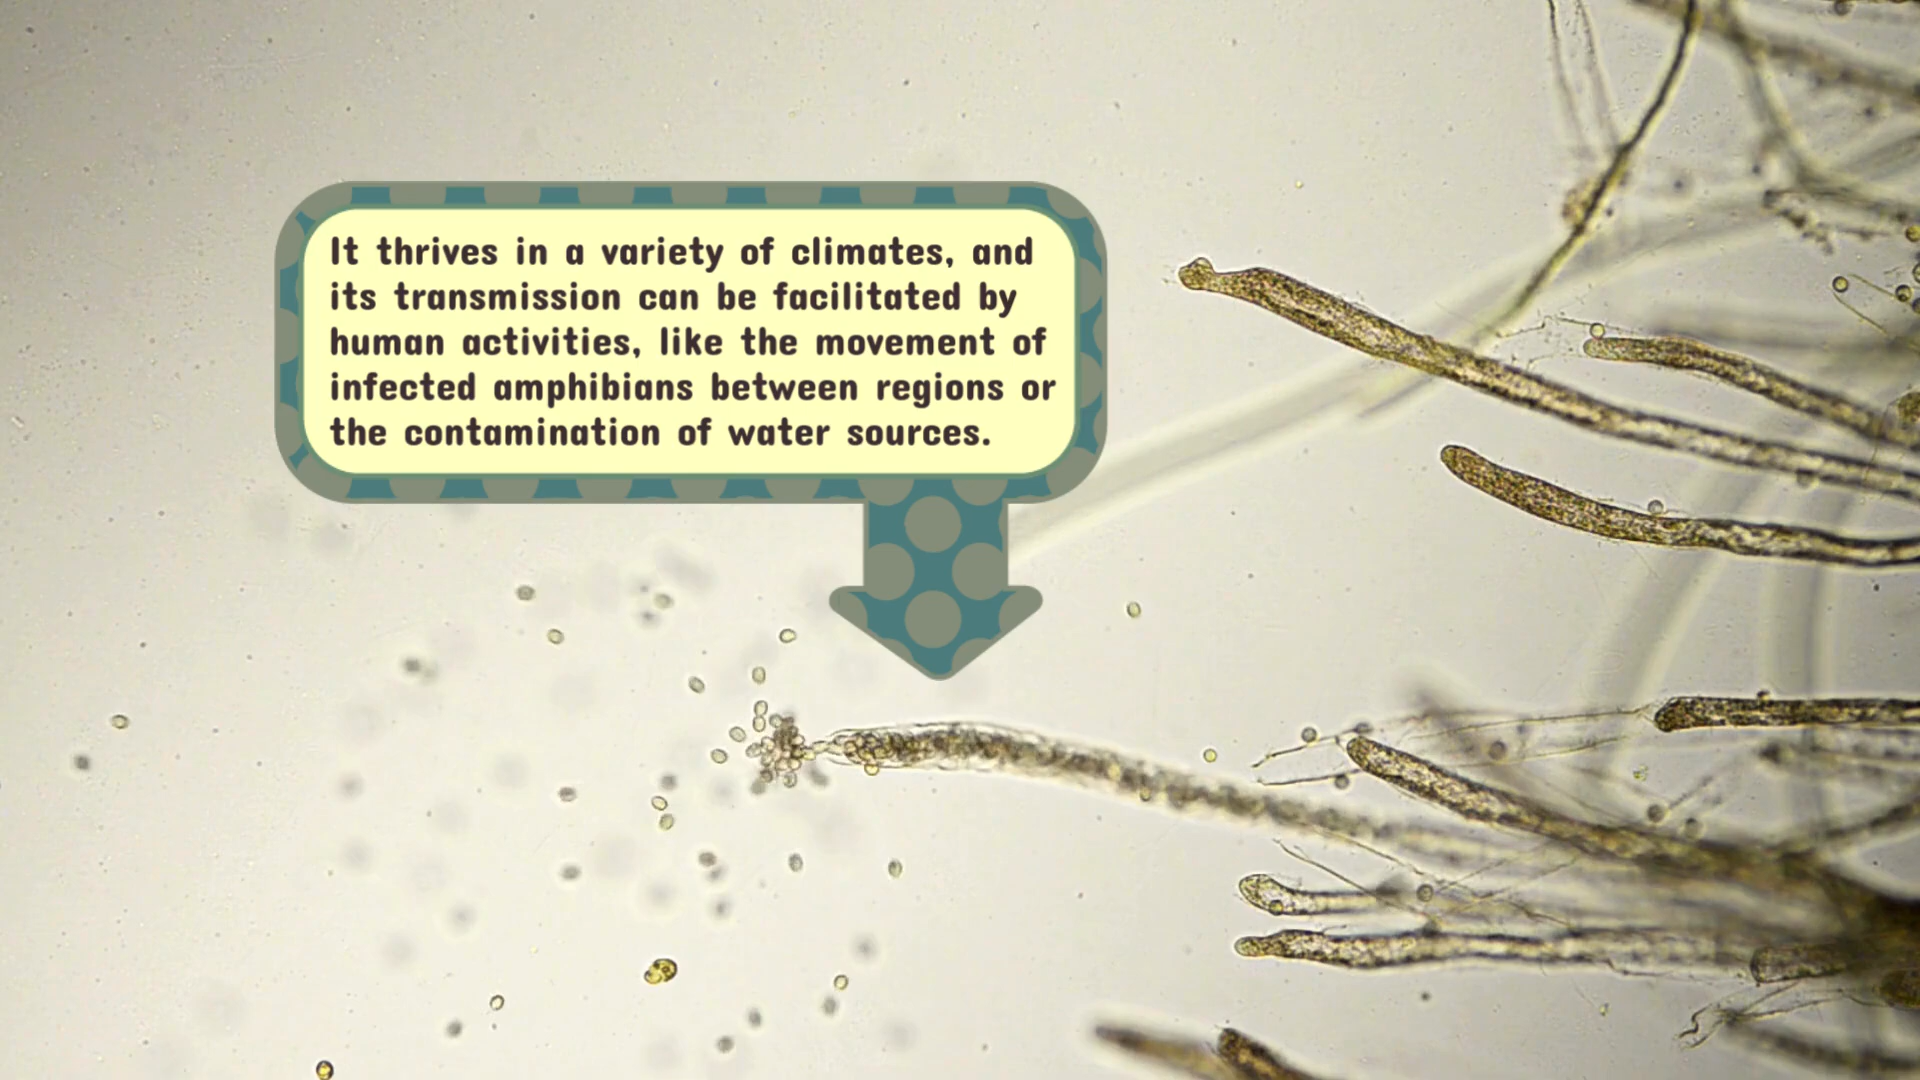 It thrives in a variety of climates, and
its transmission can be facilitated by
human activities, like the movement of
infected amphibians between regions or
the contamination of water sources.